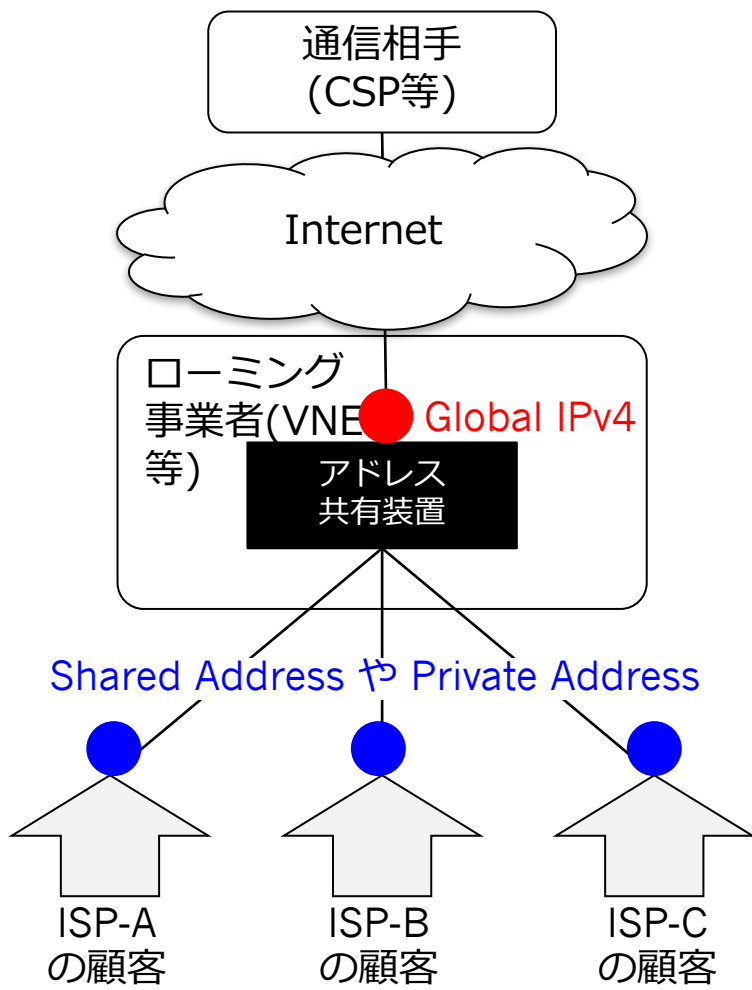 通信相手
(CSP等)
Internet
ローミング
事業者(VNE
等)
Global IPv4
アドレス
共有装置
Shared Address や Private Address
ISP-A
の顧客
ISP-B
の顧客
ISP-C
の顧客